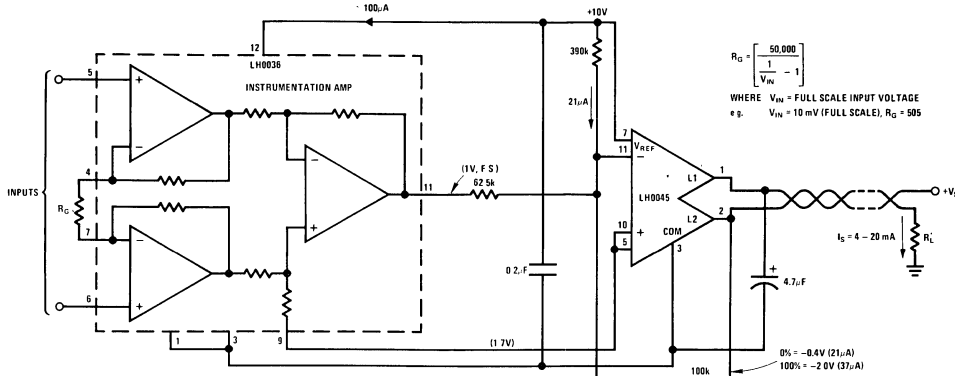 100μA
+10V
12
LH0036
390k
R_G = [50,000 / (1/V_IN - 1)]
5
INSTRUMENTATION AMP
WHERE V_IN = FULL SCALE INPUT VOLTAGE
e g. V_IN = 10 mV (FULL SCALE), R_G = 505
+
21μA
7
V_REF
11
−
−
L1
1
4
(1V, F S)
62 5k
11
INPUTS
R_G
LH0045
L2
2
7
−
+
10
+
5
COM
3
I_S = 4 – 20 mA
R_L
+
0 2μF
+
4.7μF
6
1
3
9
(1 7V)
0% = −0.4V (21μA)
100% = −2 0V (37μA)
100k